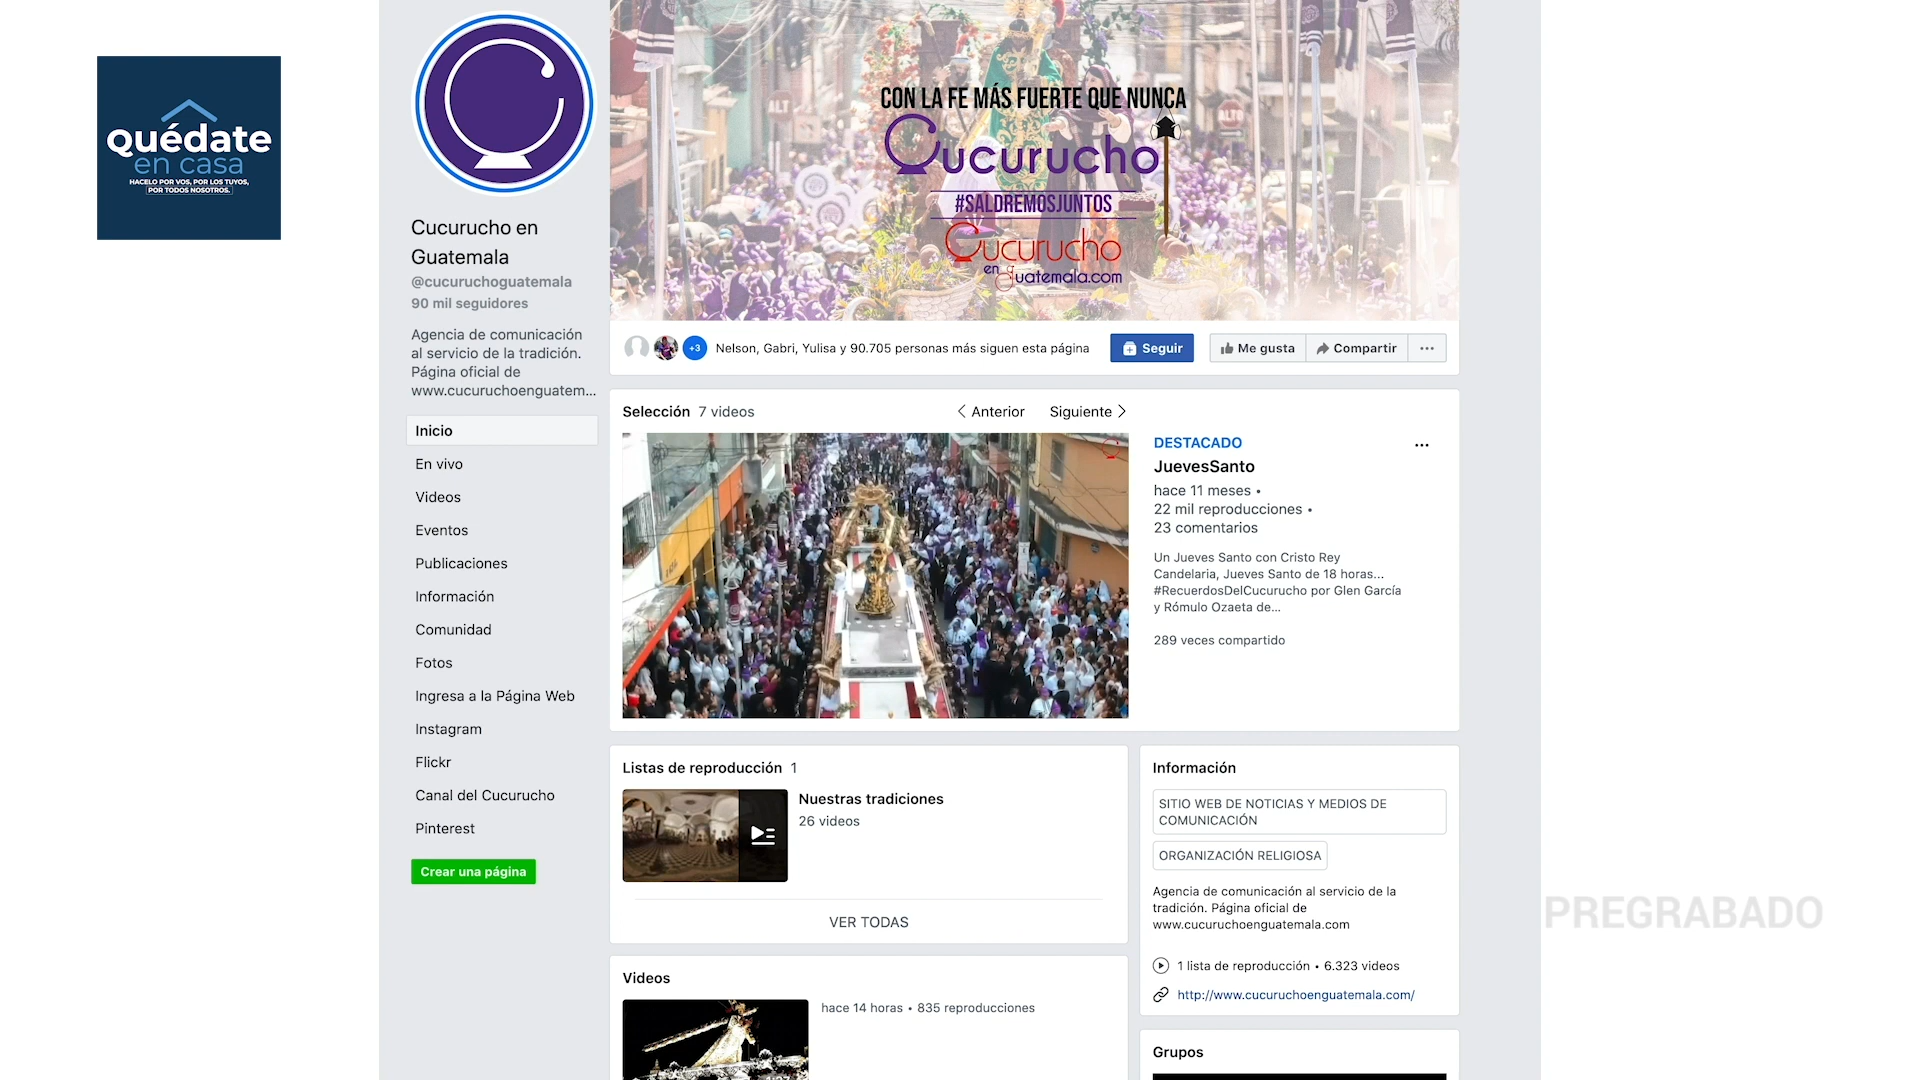 quédate
en casa
HACELO POR VOS, POR LOS TUYOS,
POR TODOS NOSOTROS.
Cucurucho en
Guatemala
@cucuruchoguatemala
90 mil seguidores
Agencia de comunicación
al servicio de la tradición.
Página oficial de
www.cucuruchoenguatem...
Inicio
En vivo
Videos
Eventos
Publicaciones
Información
Comunidad
Fotos
Ingresa a la Página Web
Instagram
Flickr
Canal del Cucurucho
Pinterest
Crear una página
ALTO
ALTO
CON LA FE MÁS FUERTE QUE NUNCA
Cucurucho
#SALDREMOSJUNTOS
Cucurucho
en guatemala.com
+3 Nelson, Gabri, Yulisa y 90.705 personas más siguen esta página
Seguir
Me gusta
Compartir
...
Selección 7 videos
Anterior
Siguiente
DESTACADO
...
JuevesSanto
hace 11 meses •
22 mil reproducciones •
23 comentarios
Un Jueves Santo con Cristo Rey
Candelaria, Jueves Santo de 18 horas...
#RecuerdosDelCucurucho por Glen García
y Rómulo Ozaeta de...
289 veces compartido
Listas de reproducción 1
Nuestras tradiciones
26 videos
VER TODAS
Videos
hace 14 horas • 835 reproducciones
Información
SITIO WEB DE NOTICIAS Y MEDIOS DE
COMUNICACIÓN
ORGANIZACIÓN RELIGIOSA
Agencia de comunicación al servicio de la
tradición. Página oficial de
www.cucuruchoenguatemala.com
1 lista de reproducción • 6.323 videos
http://www.cucuruchoenguatemala.com/
Grupos
PREGRABADO